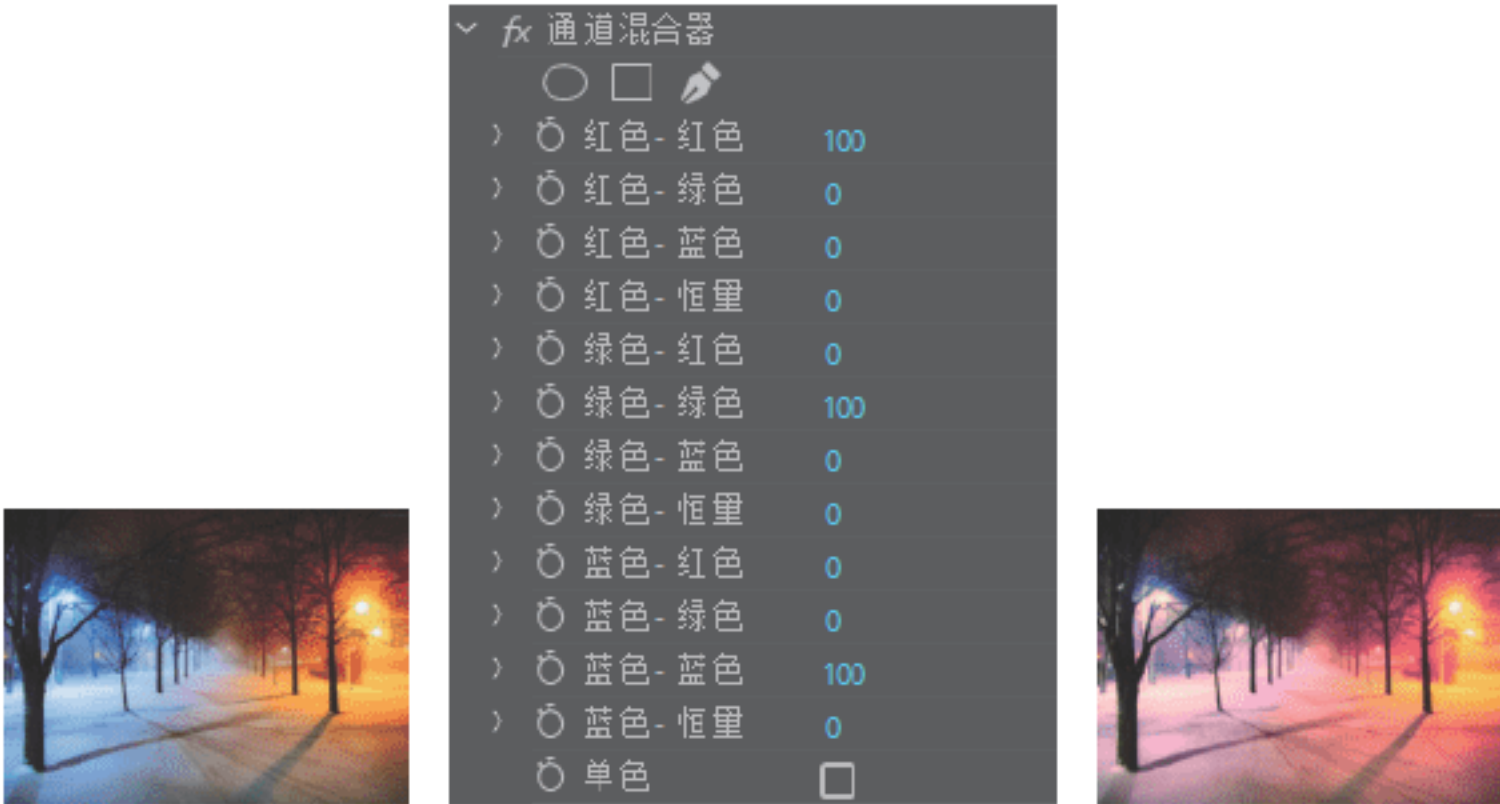 fx 通道混合器
红色- 红色 100
红色- 绿色 0
红色- 蓝色 0
红色- 恒量 0
绿色- 红色 0
绿色- 绿色 100
绿色- 蓝色 0
绿色- 恒量 0
蓝色- 红色 0
蓝色- 绿色 0
蓝色- 蓝色 100
蓝色- 恒量 0
单色